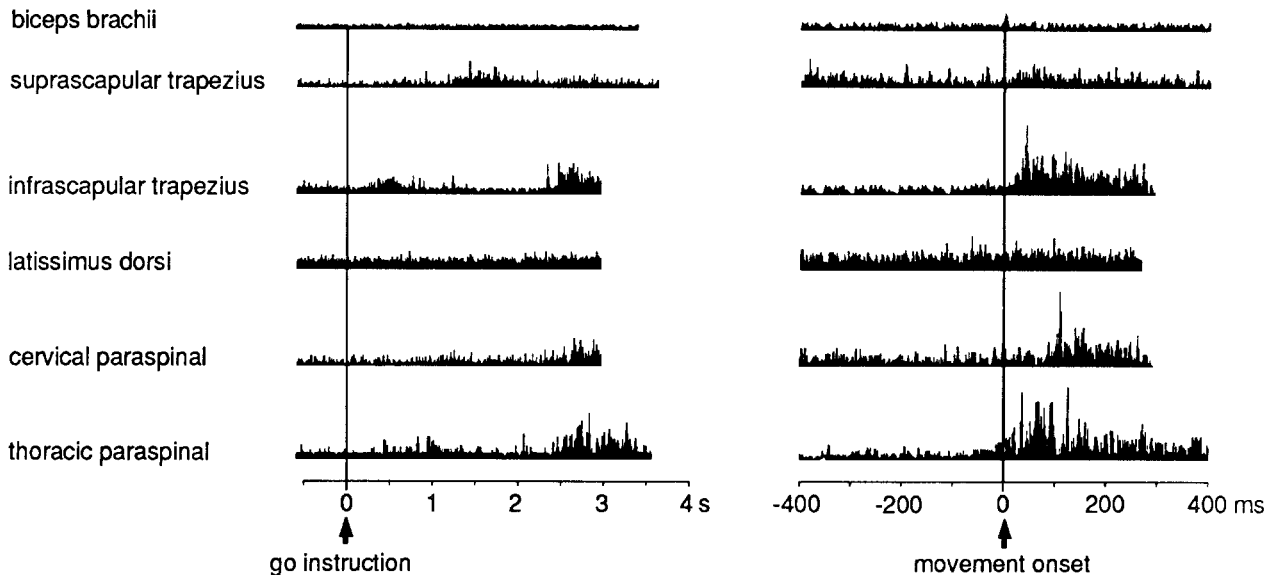 biceps brachii
suprascapular trapezius
infrascapular trapezius
latissimus dorsi
cervical paraspinal
thoracic paraspinal
0 1 2 3 4 s
go instruction
-400 -200 0 200 400 ms
movement onset